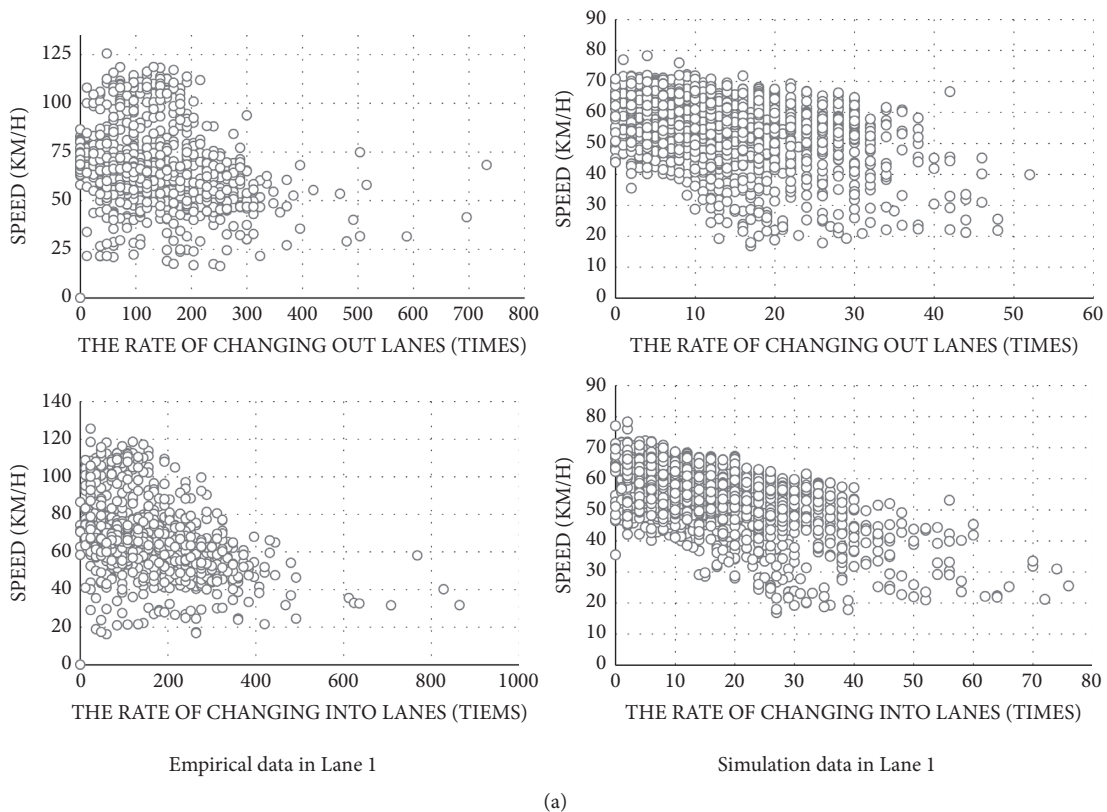 SPEED (KM/H)
125
100
75
50
25
0
0 100 200 300 400 500 600 700 800
THE RATE OF CHANGING OUT LANES (TIMES)
SPEED (KM/H)
90
80
70
60
50
40
30
20
10
0
0 10 20 30 40 50 60
THE RATE OF CHANGING OUT LANES (TIMES)
SPEED (KM/H)
140
120
100
80
60
40
20
0
0 200 400 600 800 1000
THE RATE OF CHANGING INTO LANES (TIEMS)
SPEED (KM/H)
90
80
70
60
50
40
30
20
10
0
0 10 20 30 40 50 60 70 80
THE RATE OF CHANGING INTO LANES (TIMES)
Empirical data in Lane 1
Simulation data in Lane 1
(a)